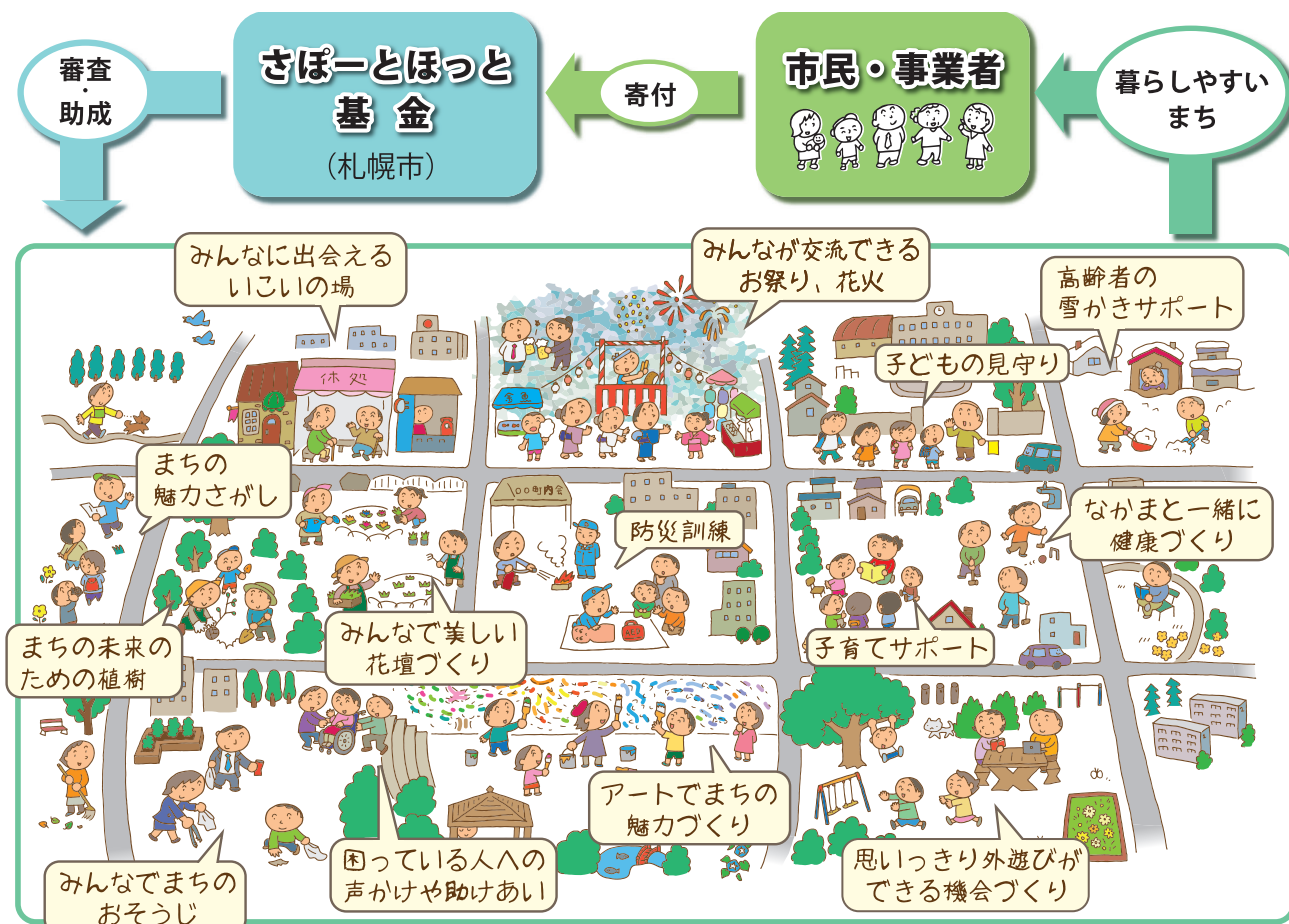 審査
・
助成
さぽーとほっと
基金
（札幌市）
寄付
市民・事業者
暮らしやすい
まち
みんなに出会える
いこいの場
みんなが交流できる
お祭り、花火
高齢者の
雪かきサポート
子どもの見守り
休処
金魚
まちの
魅力さがし
〇〇町内会
防災訓練
なかまと一緒に
健康づくり
まちの未来の
ための植樹
みんなで美しい
花壇づくり
AED
子育てサポート
アートでまちの
魅力づくり
困っている人への
声かけや助けあい
思いっきり外遊びが
できる機会づくり
みんなでまちの
おそうじ